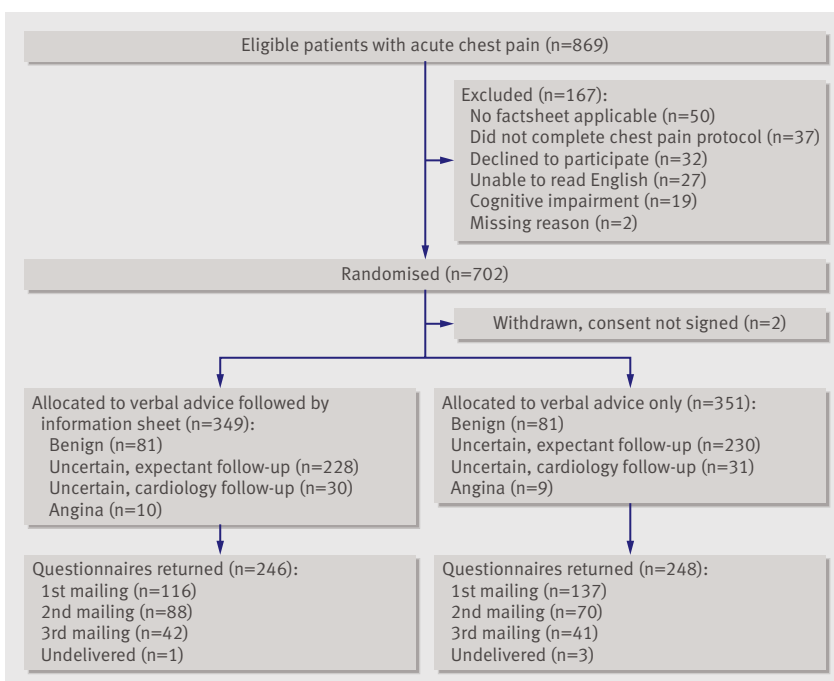 Eligible patients with acute chest pain (n=869)
Excluded (n=167):
No factsheet applicable (n=50)
Did not complete chest pain protocol (n=37)
Declined to participate (n=32)
Unable to read English (n=27)
Cognitive impairment (n=19)
Missing reason (n=2)
Randomised (n=702)
Withdrawn, consent not signed (n=2)
Allocated to verbal advice followed by
information sheet (n=349):
Benign (n=81)
Uncertain, expectant follow-up (n=228)
Uncertain, cardiology follow-up (n=30)
Angina (n=10)
Allocated to verbal advice only (n=351):
Benign (n=81)
Uncertain, expectant follow-up (n=230)
Uncertain, cardiology follow-up (n=31)
Angina (n=9)
Questionnaires returned (n=246):
1st mailing (n=116)
2nd mailing (n=88)
3rd mailing (n=42)
Undelivered (n=1)
Questionnaires returned (n=248):
1st mailing (n=137)
2nd mailing (n=70)
3rd mailing (n=41)
Undelivered (n=3)